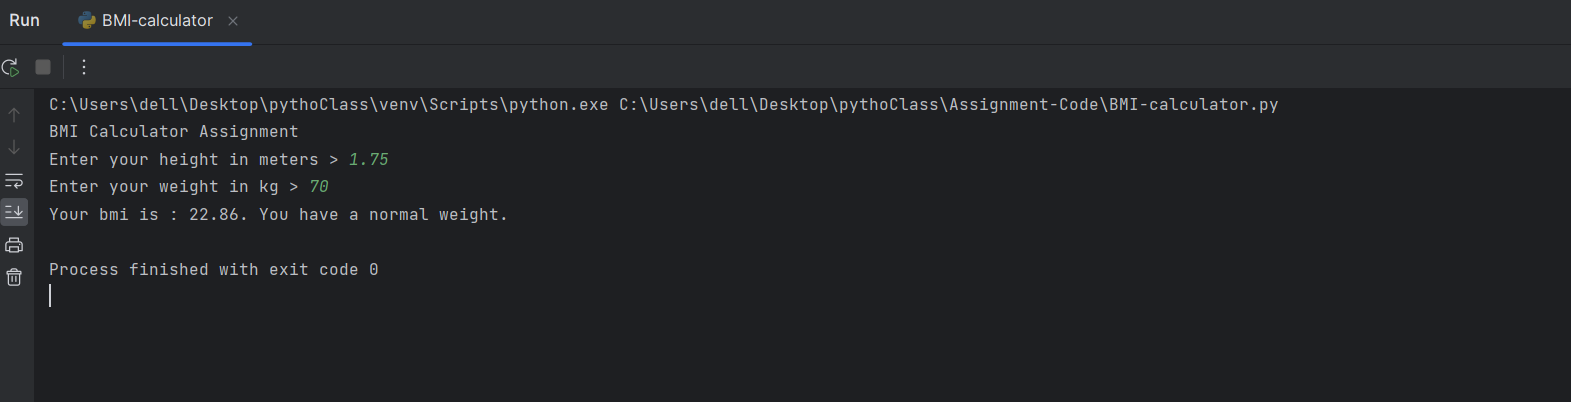 Run BMI-calculator
C:\Users\dell\Desktop\pythoClass\venv\Scripts\python.exe C:\Users\dell\Desktop\pythoClass\Assignment-Code\BMI-calculator.py
BMI Calculator Assignment
Enter your height in meters > 1.75
Enter your weight in kg > 70
Your bmi is : 22.86. You have a normal weight.
Process finished with exit code 0